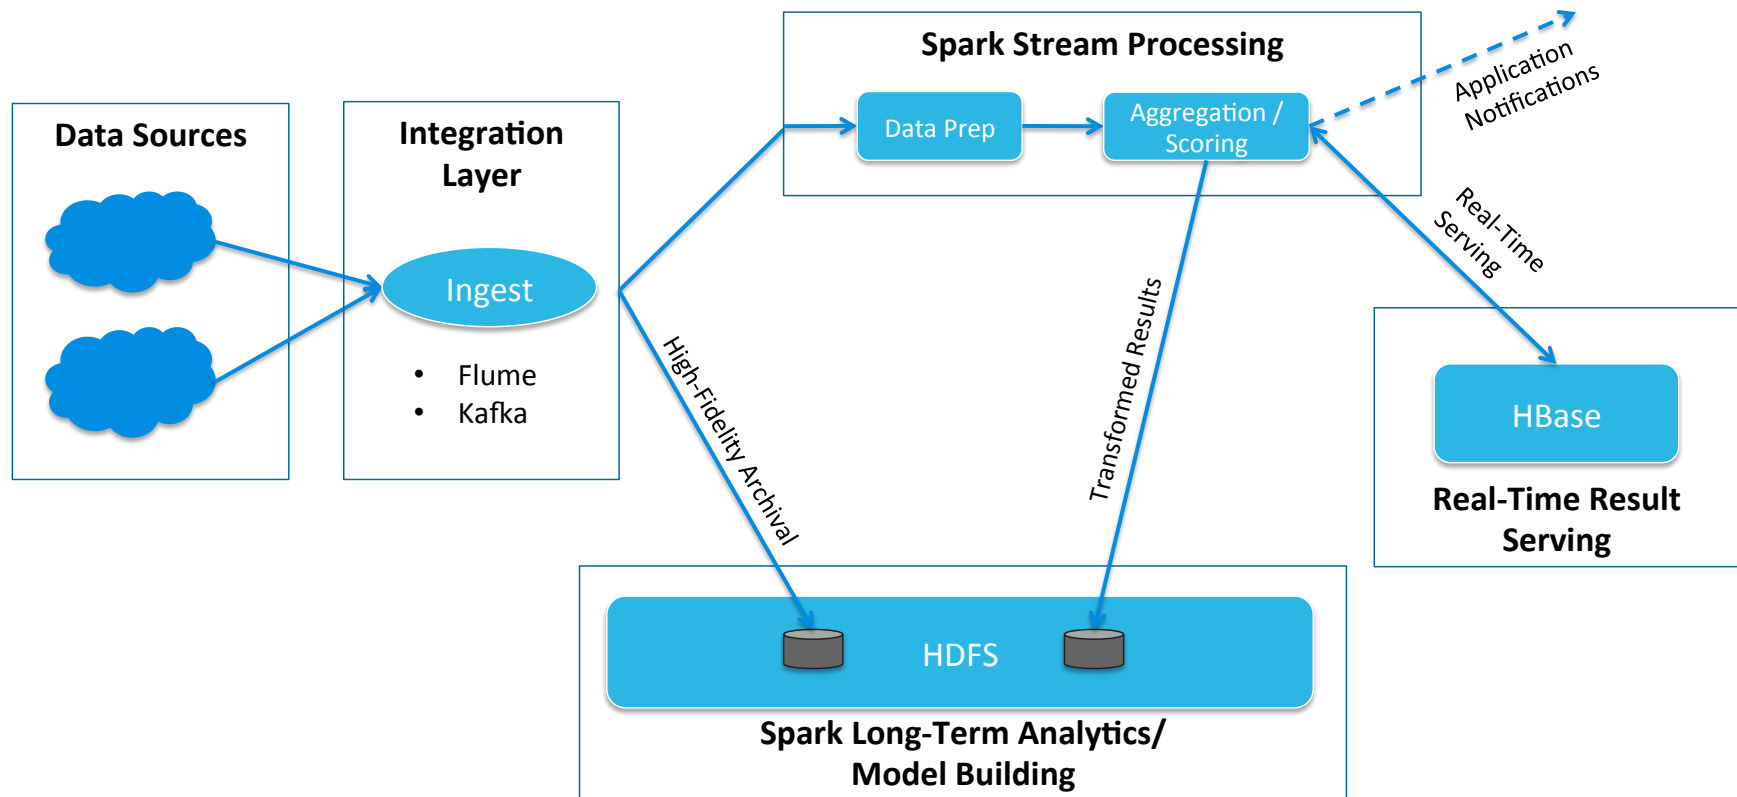 Data Sources
Integration
Layer
Ingest
• Flume
• Kafka
Spark Stream Processing
Data Prep
Aggregation /
Scoring
Application
Notifications
Real-Time
Serving
High-Fidelity Archival
Transformed Results
HBase
Real-Time Result
Serving
HDFS
Spark Long-Term Analytics/
Model Building